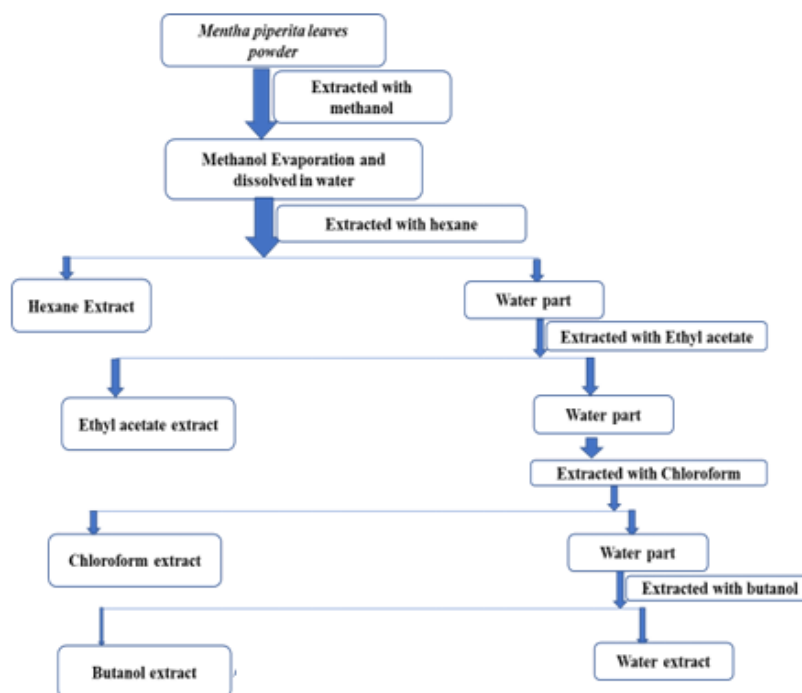 Mentha piperita leaves
powder
Extracted with
methanol
Methanol Evaporation and
dissolved in water
Extracted with hexane
Hexane Extract
Water part
Extracted with Ethyl acetate
Ethyl acetate extract
Water part
Extracted with Chloroform
Chloroform extract
Water part
Extracted with butanol
Butanol extract
Water extract